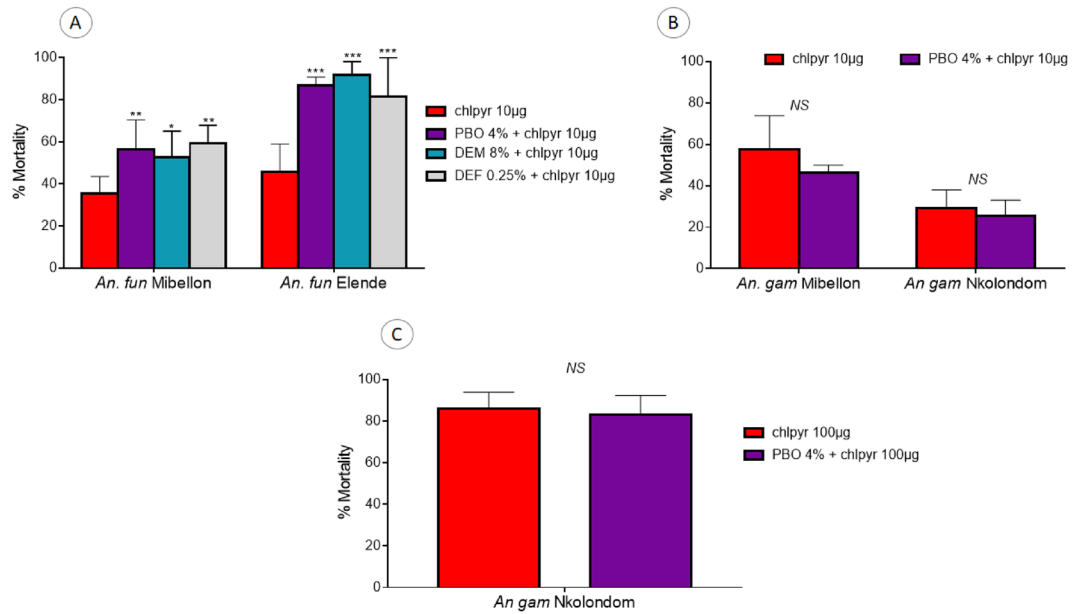 A
% Mortality
100
80
60
40
20
0
** * **
*** *** ***
An. fun Mibellon
An. fun Elende
chlpyr 10µg
PBO 4% + chlpyr 10µg
DEM 8% + chlpyr 10µg
DEF 0.25% + chlpyr 10µg
B
chlpyr 10µg
PBO 4% + chlpyr 10µg
% Mortality
100
80
60
40
20
0
NS
NS
An. gam Mibellon
An gam Nkolondom
C
NS
% Mortality
100
80
60
40
20
0
An gam Nkolondom
chlpyr 100µg
PBO 4% + chlpyr 100µg